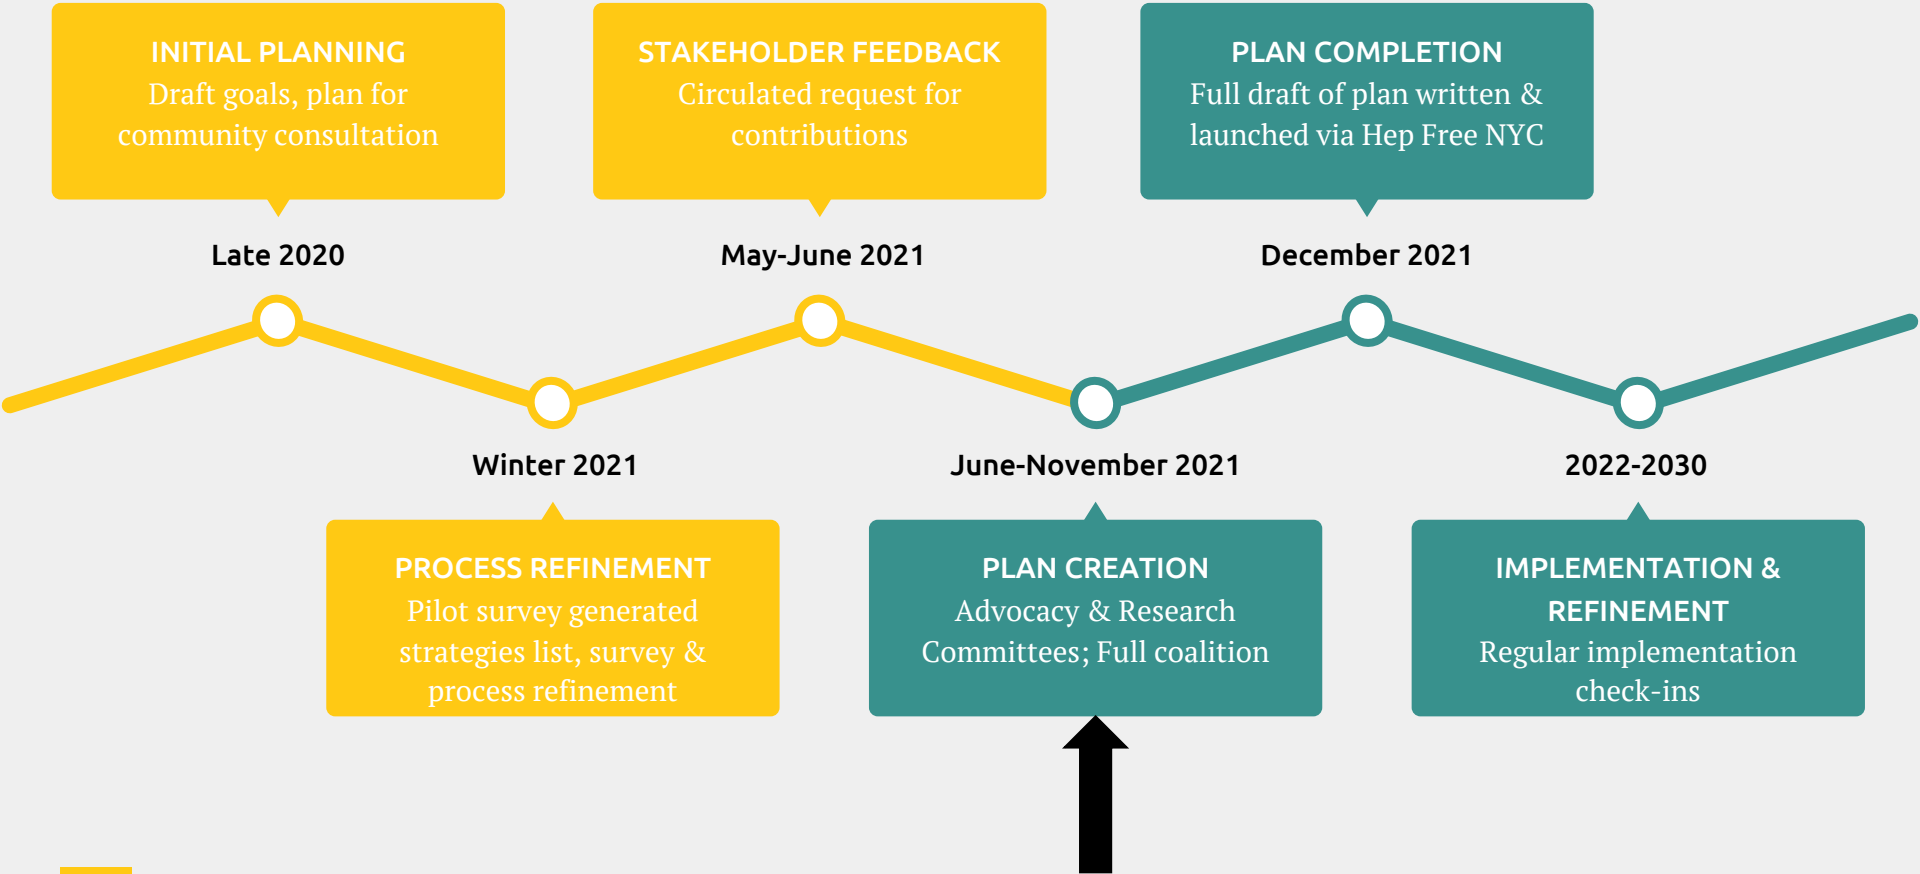 INITIAL PLANNING
Draft goals, plan for
community consultation
STAKEHOLDER FEEDBACK
Circulated request for
contributions
PLAN COMPLETION
Full draft of plan written &
launched via Hep Free NYC
Late 2020
May-June 2021
December 2021
Winter 2021
June-November 2021
2022-2030
PROCESS REFINEMENT
Pilot survey generated
strategies list, survey &
process refinement
PLAN CREATION
Advocacy & Research
Committees; Full coalition
IMPLEMENTATION &
REFINEMENT
Regular implementation
check-ins